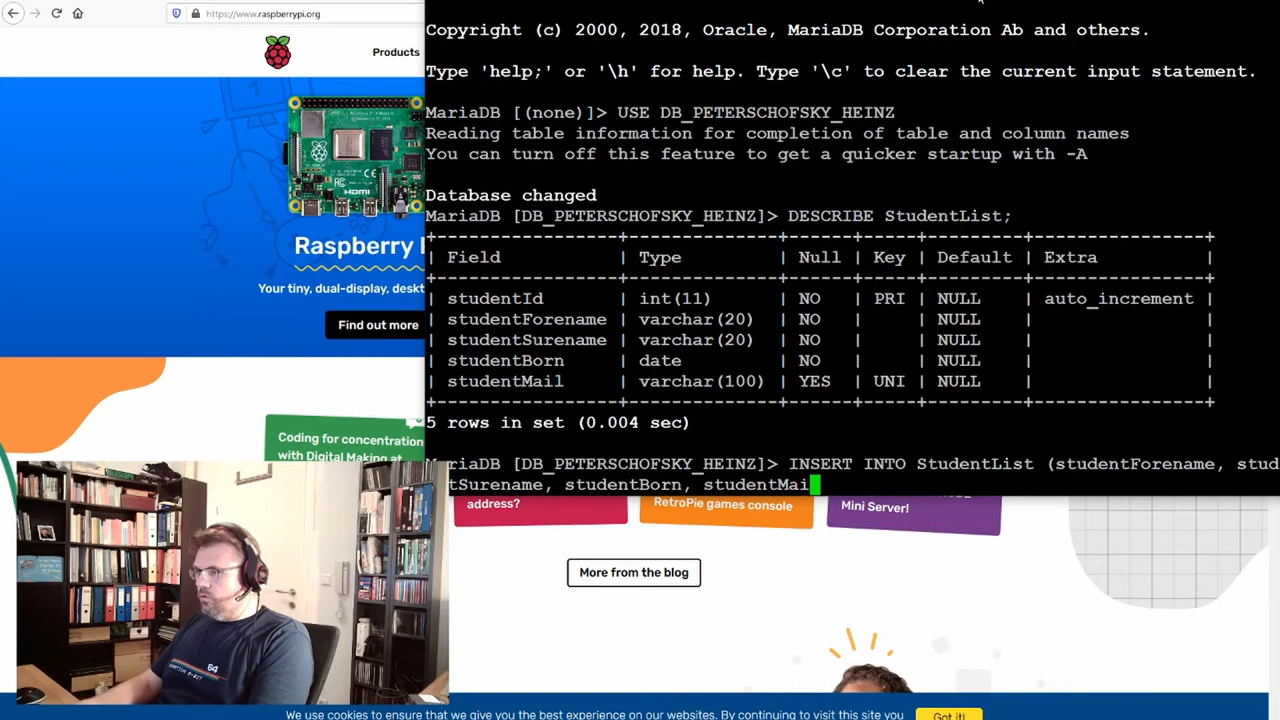 https://www.raspberrypi.org
Products
Raspberry P
Your tiny, dual-display, deskt
Find out more
HDMI
Coding for concentration
with Digital Making at
address?
RetroPie games console
Mini Server!
More from the blog
We use cookies to ensure that we give you the best experience on our websites. By continuing to visit this site you
Got it!
Copyright (c) 2000, 2018, Oracle, MariaDB Corporation Ab and others.
Type 'help;' or '\h' for help. Type '\c' to clear the current input statement.
MariaDB [(none)]> USE DB_PETERSCHOFSKY_HEINZ
Reading table information for completion of table and column names
You can turn off this feature to get a quicker startup with -A
Database changed
MariaDB [DB_PETERSCHOFSKY_HEINZ]> DESCRIBE StudentList;
+-----------------+--------------+------+-----+---------+----------------+
| Field | Type | Null | Key | Default | Extra |
+-----------------+--------------+------+-----+---------+----------------+
| studentId | int(11) | NO | PRI | NULL | auto_increment |
| studentForename | varchar(20) | NO | | NULL | |
| studentSurename | varchar(20) | NO | | NULL | |
| studentBorn | date | NO | | NULL | |
| studentMail | varchar(100) | YES | UNI | NULL | |
+-----------------+--------------+------+-----+---------+----------------+
5 rows in set (0.004 sec)
riaDB [DB_PETERSCHOFSKY_HEINZ]> INSERT INTO StudentList (studentForename, stud
tSurename, studentBorn, studentMai
64